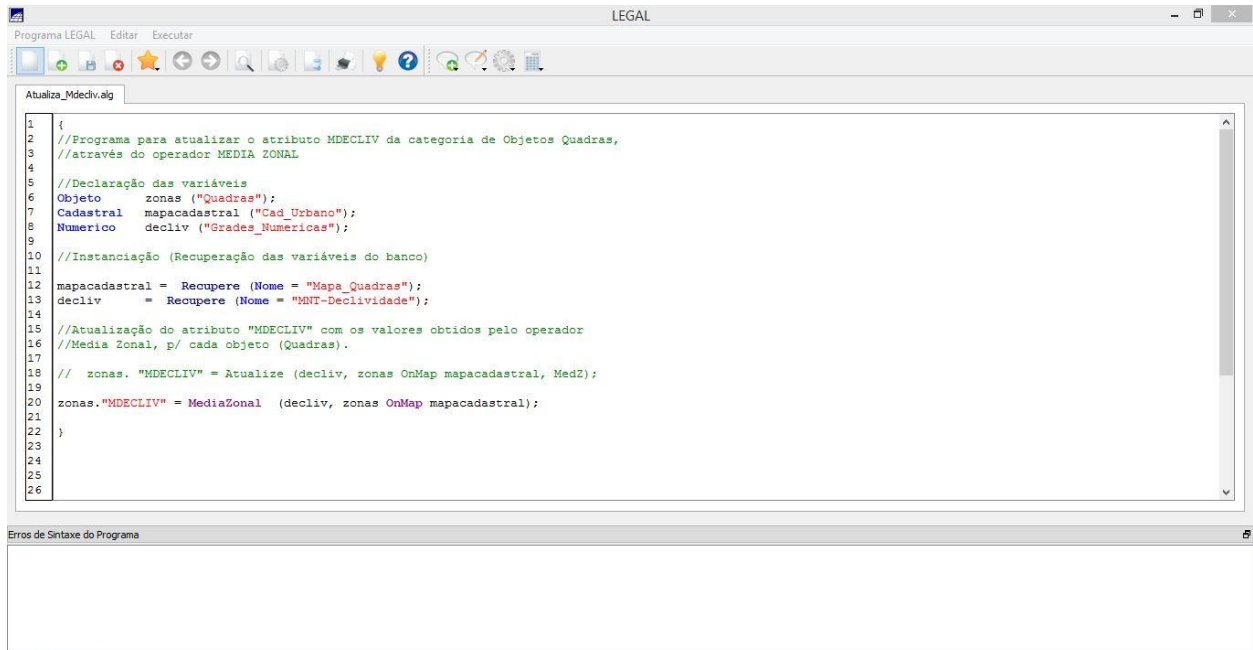 LEGAL
Programa LEGAL Editar Executar
Atualiza_Mdecliv.alg
1 {
2 //Programa para atualizar o atributo MDECLIV da categoria de Objetos Quadras,
3 //através do operador MEDIA ZONAL
4
5 //Declaração das variáveis
6 Objeto zonas ("Quadras");
7 Cadastral mapacadastral ("Cad_Urbano");
8 Numerico decliv ("Grades_Numericas");
9
10 //Instanciação (Recuperação das variáveis do banco)
11
12 mapacadastral = Recupere (Nome = "Mapa_Quadras");
13 decliv = Recupere (Nome = "MNT-Declividade");
14
15 //Atualização do atributo "MDECLIV" com os valores obtidos pelo operador
16 //Media Zonal, p/ cada objeto (Quadras).
17
18 // zonas. "MDECLIV" = Atualize (decliv, zonas OnMap mapacadastral, MedZ);
19
20 zonas."MDECLIV" = MediaZonal (decliv, zonas OnMap mapacadastral);
21
22 }
23
24
25
26
Erros de Sintaxe do Programa